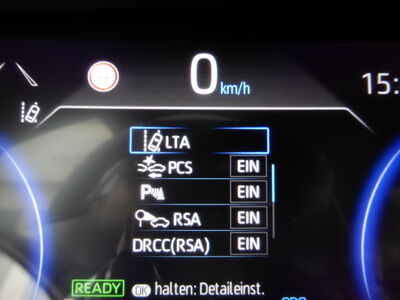 0 km/h
15:
LTA
PCS EIN
P EIN
RSA EIN
DRCC(RSA) EIN
READY OK halten: Detaileinst.